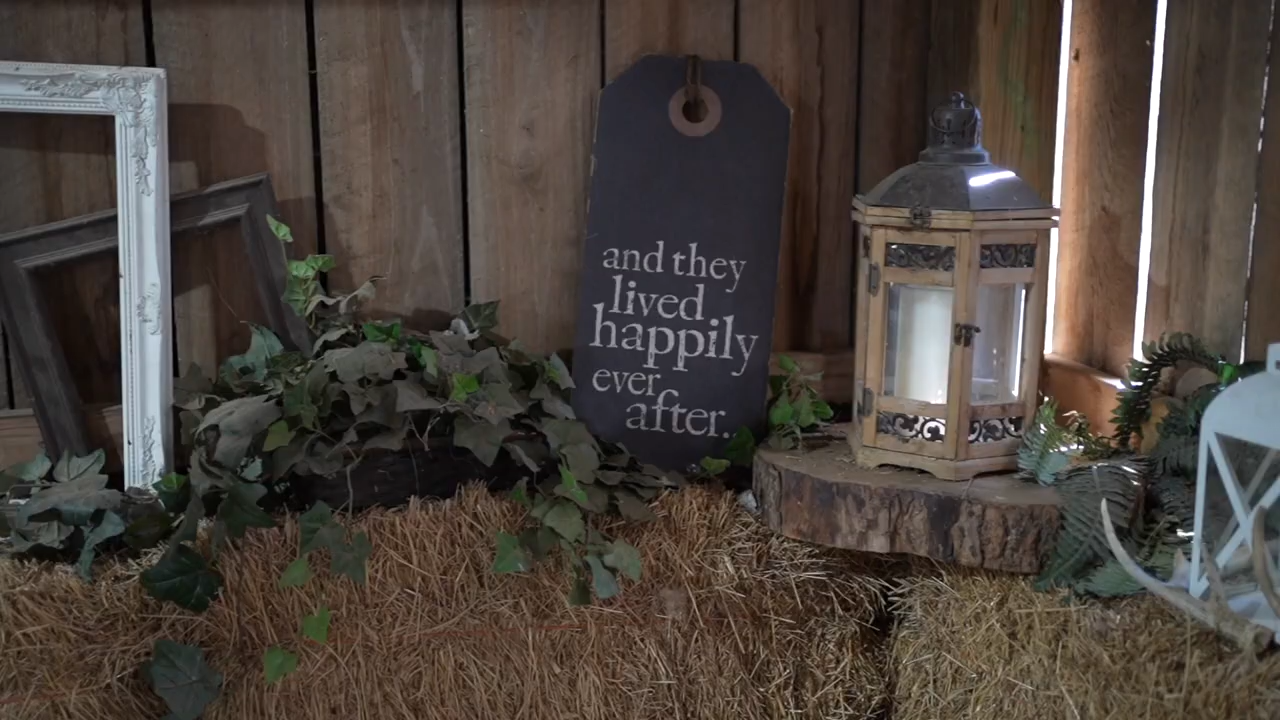 and they
lived
happily
ever
after.